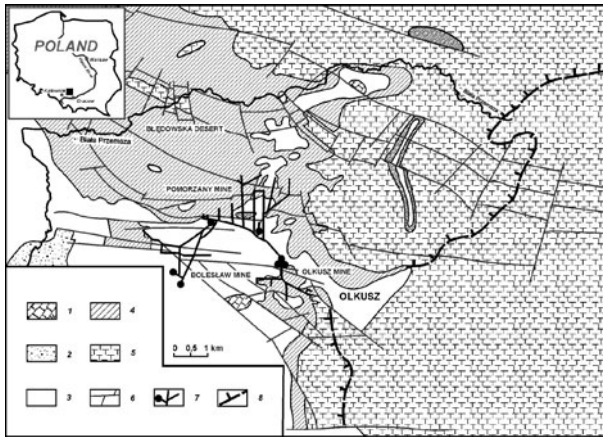 POLAND
BŁĘDOWSKA DESERT
Biała Przemsza
POMORZANY MINE
BOLESŁAW MINE
OLKUSZ MINE
OLKUSZ
0 0,5 1 km
1
4
2
5
3
6
7
8